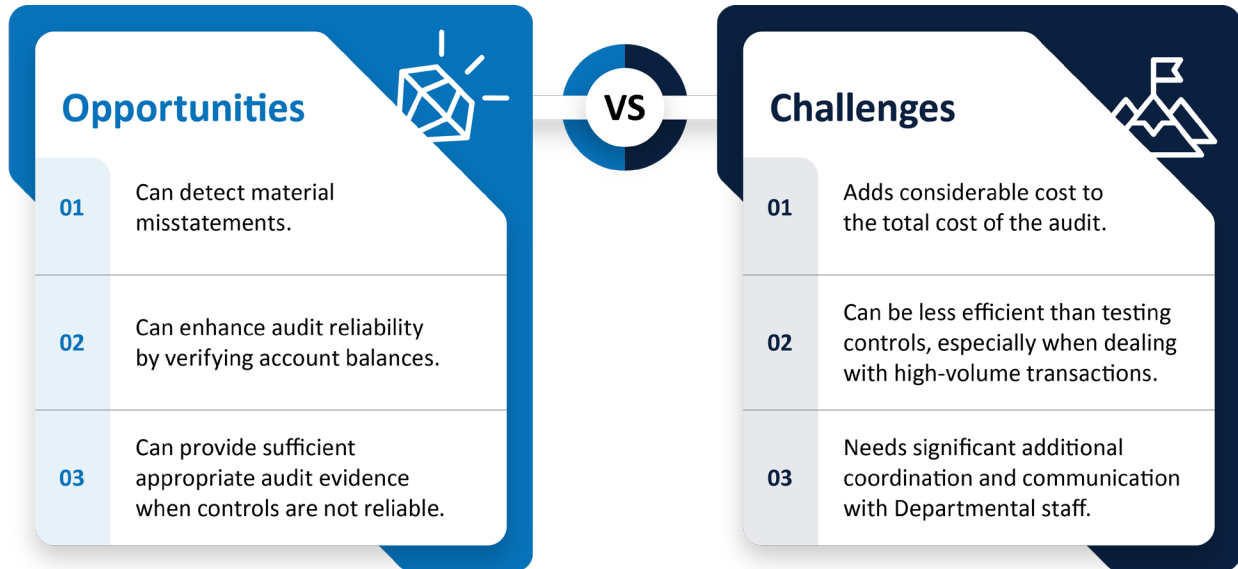 Opportunities
01
Can detect material
misstatements.
02
Can enhance audit reliability
by verifying account balances.
03
Can provide sufficient
appropriate audit evidence
when controls are not reliable.
VS
Challenges
01
Adds considerable cost to
the total cost of the audit.
02
Can be less efficient than testing
controls, especially when dealing
with high-volume transactions.
03
Needs significant additional
coordination and communication
with Departmental staff.